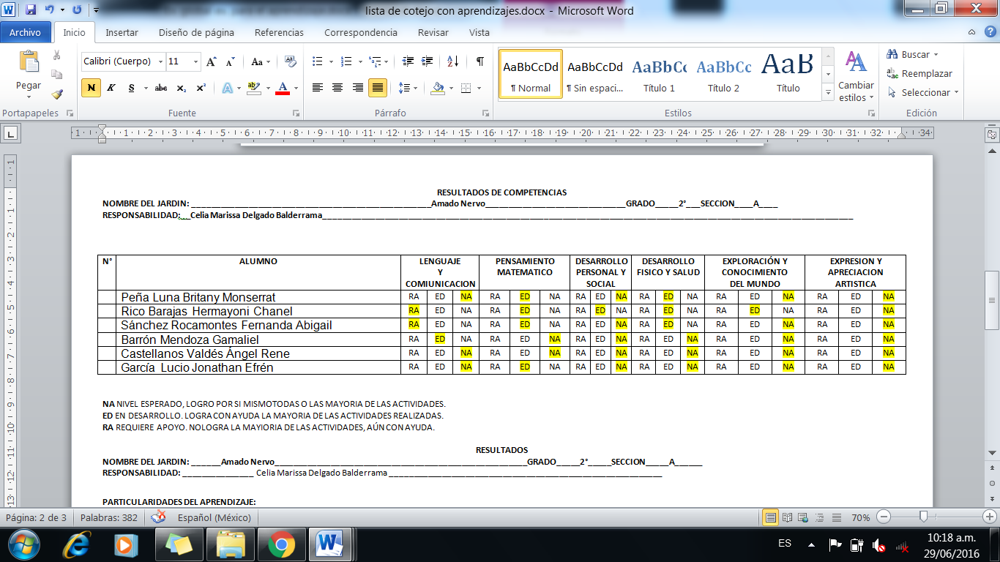 lista de cotejo con aprendizajes.docx - Microsoft Word
Archivo Inicio Insertar Diseño de página Referencias Correspondencia Revisar Vista
Pegar
Calibri (Cuerpo) 11
N K S abc x₂ x²
AaBbCcDd AaBbCcDd AaBbCc AaBbCc AaB
¶ Normal ¶ Sin espaci... Título 1 Título 2 Título
Cambiar estilos
Buscar
Reemplazar
Seleccionar
Portapapeles Fuente Párrafo Estilos Edición
RESULTADOS DE COMPETENCIAS
NOMBRE DEL JARDIN: ____Amado Nervo____GRADO____2°___SECCION____A____
RESPONSABILIDAD:___Celia Marissa Delgado Balderrama____
N° ALUMNO LENGUAJE Y COMIUNICACION PENSAMIENTO MATEMATICO DESARROLLO PERSONAL Y SOCIAL DESARROLLO FISICO Y SALUD EXPLORACIÓN Y CONOCIMIENTO DEL MUNDO EXPRESION Y APRECIACION ARTISTICA
Peña Luna Britany Monserrat RA ED NA RA ED NA RA ED NA RA ED NA RA ED NA RA ED NA
Rico Barajas Hermayoni Chanel RA ED NA RA ED NA RA ED NA RA ED NA RA ED NA RA ED NA
Sánchez Rocamontes Fernanda Abigail RA ED NA RA ED NA RA ED NA RA ED NA RA ED NA RA ED NA
Barrón Mendoza Gamaliel RA ED NA RA ED NA RA ED NA RA ED NA RA ED NA RA ED NA
Castellanos Valdés Ángel Rene RA ED NA RA ED NA RA ED NA RA ED NA RA ED NA RA ED NA
García Lucio Jonathan Efrén RA ED NA RA ED NA RA ED NA RA ED NA RA ED NA RA ED NA
NA NIVEL ESPERADO, LOGRO POR SI MISMOTODAS O LAS MAYORIA DE LAS ACTIVIDADES.
ED EN DESARROLLO. LOGRA CON AYUDA LA MAYORIA DE LAS ACTIVIDADES REALIZADAS.
RA REQUIERE APOYO. NOLOGRA LA MAYIORIA DE LAS ACTIVIDADES, AÚN CON AYUDA.
RESULTADOS
NOMBRE DEL JARDIN: ______Amado Nervo____GRADO_____2°_____SECCION_____A______
RESPONSABILIDAD: ____ Celia Marissa Delgado Balderrama ____
PARTICULARIDADES DEL APRENDIZAJE:
Página: 2 de 3 Palabras: 382 Español (México) 70%
ES 10:18 a.m.
29/06/2016